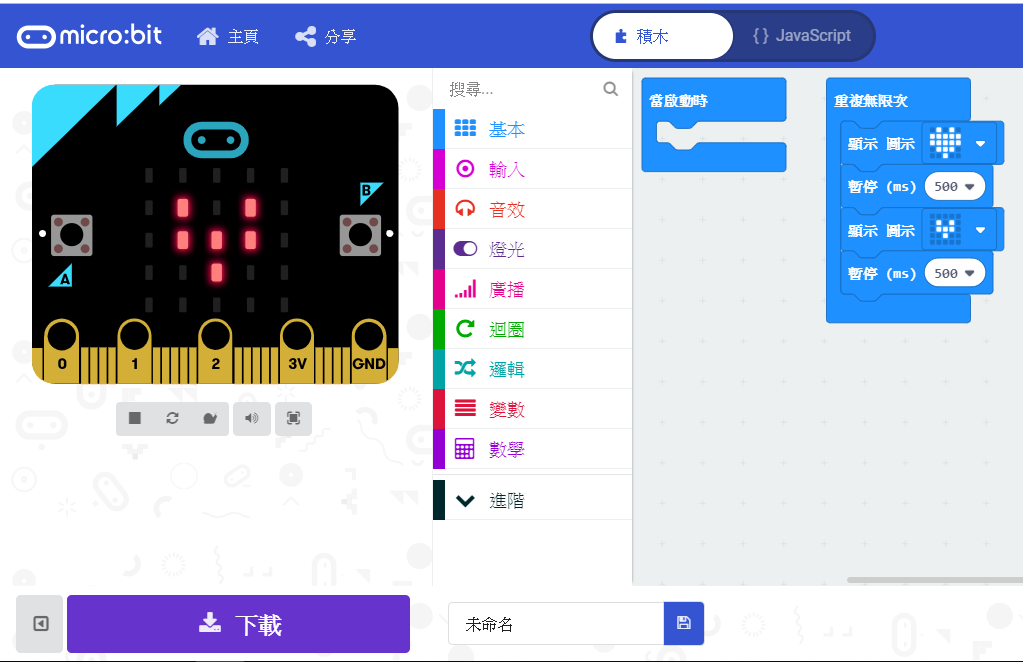 micro:bit 主頁 分享 積木 {} JavaScript
搜尋...
基本
輸入
音效
燈光
廣播
迴圈
邏輯
變數
數學
進階
B
A
0 1 2 3V GND
當啟動時
重複無限次
顯示 圖示
暫停 (ms) 500
顯示 圖示
暫停 (ms) 500
下載
未命名